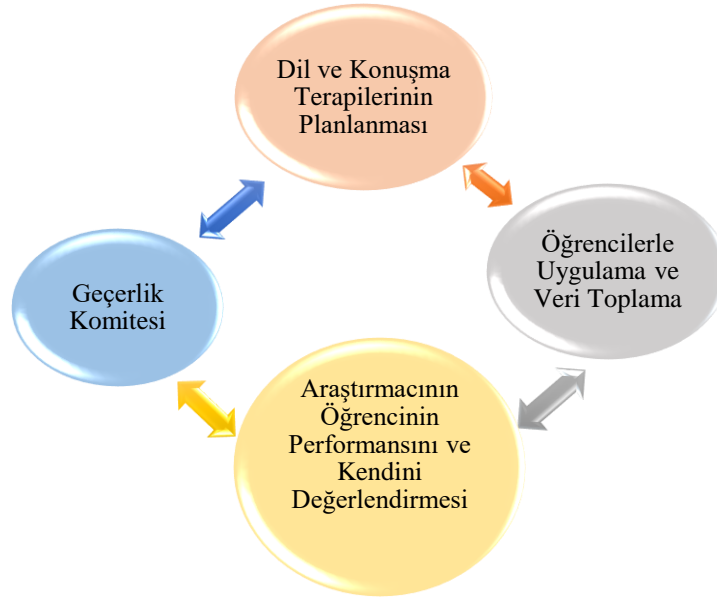 Dil ve Konuşma
Terapilerinin
Planlanması
Öğrencilerle
Uygulama ve
Veri Toplama
Araştırmacının
Öğrencinin
Performansını ve
Kendini
Değerlendirmesi
Geçerlik
Komitesi